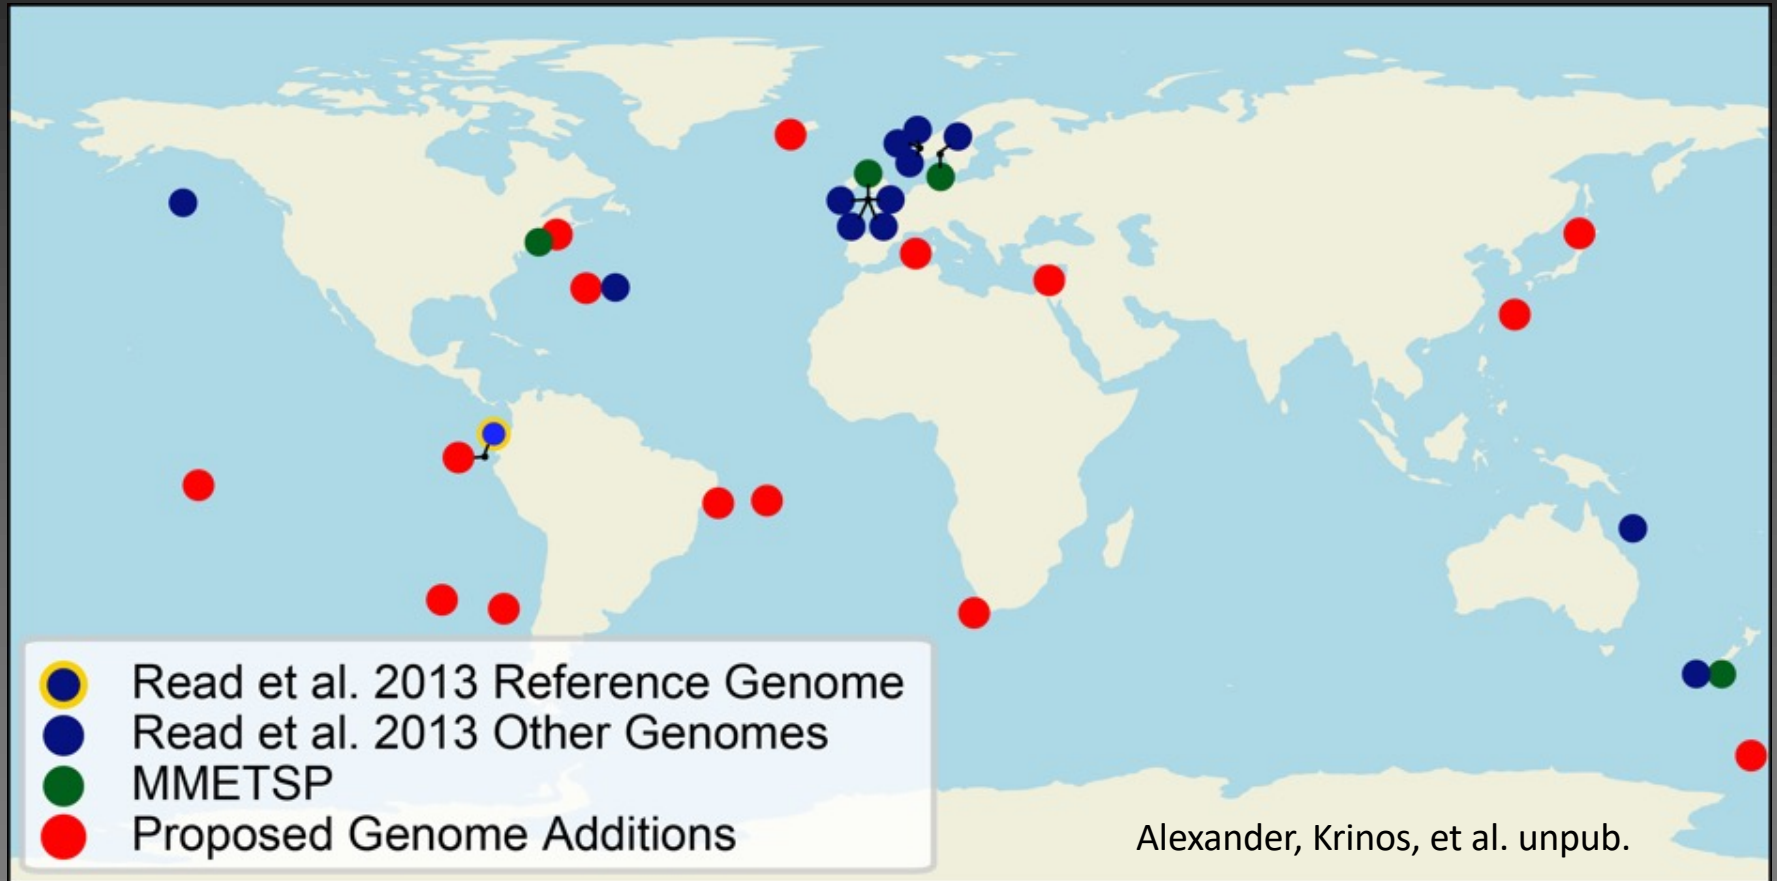 Read et al. 2013 Reference Genome
Read et al. 2013 Other Genomes
MMETSP
Proposed Genome Additions
Alexander, Krinos, et al. unpub.